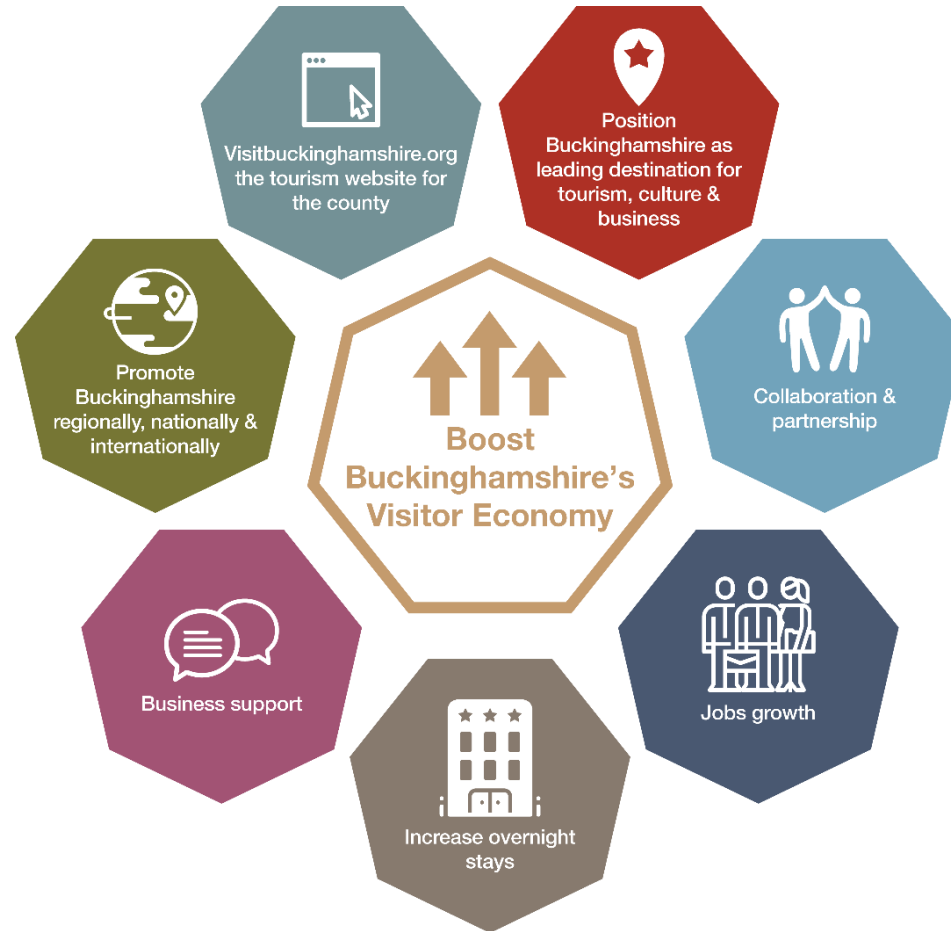 Visitbuckinghamshire.org
the tourism website for
the county
Position
Buckinghamshire as
leading destination for
tourism, culture &
business
Promote
Buckinghamshire
regionally, nationally &
internationally
Boost
Buckinghamshire's
Visitor Economy
Collaboration &
partnership
Business support
Increase overnight
stays
Jobs growth